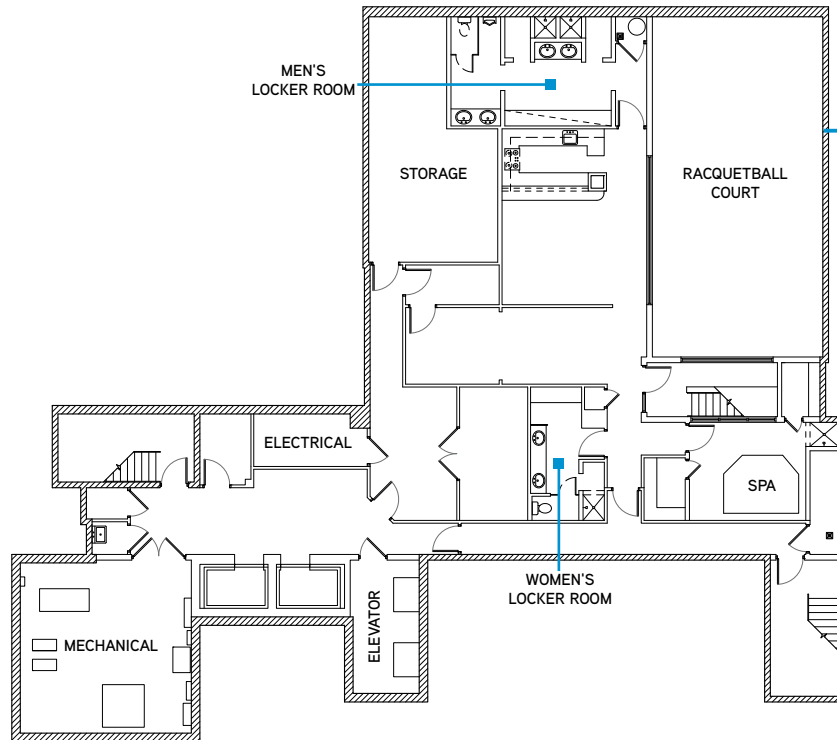 MEN'S
LOCKER ROOM
STORAGE
RACQUETBALL
COURT
ELECTRICAL
SPA
WOMEN'S
LOCKER ROOM
ELEVATOR
MECHANICAL